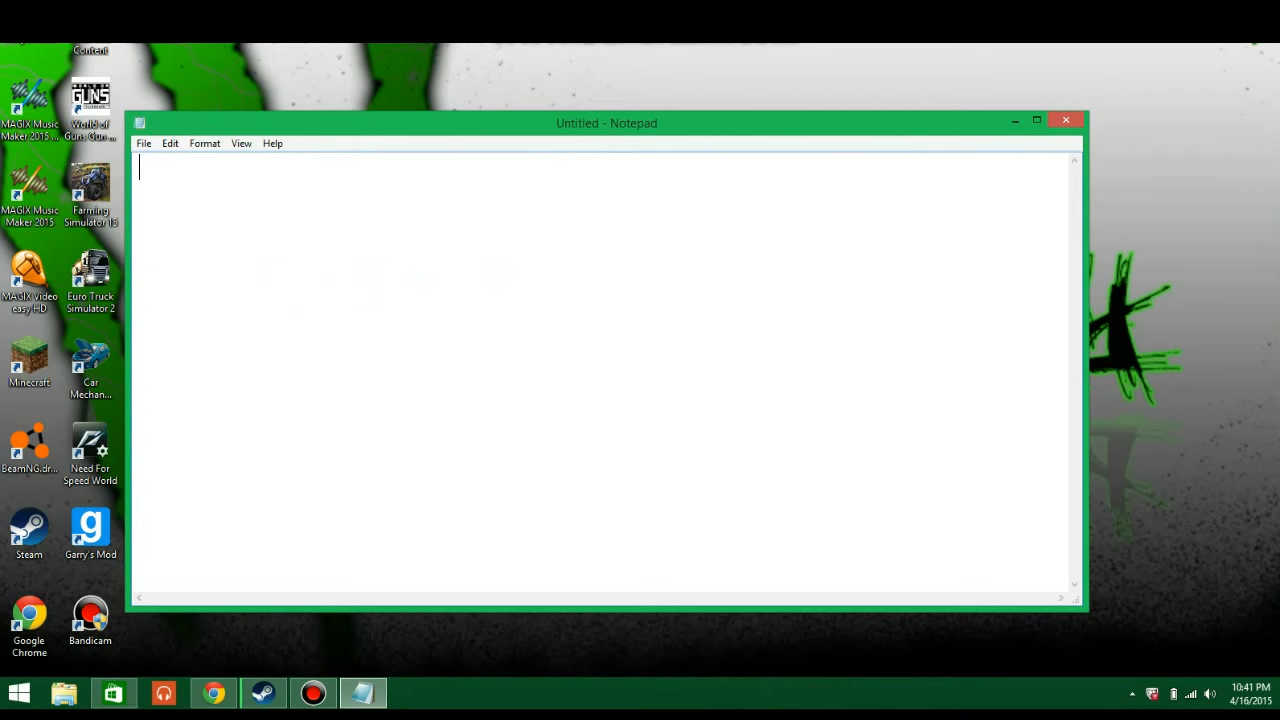 Content
MAGIX Music
Maker 2015 ...
World of
Guns Gun ...
MAGIX Music
Maker 2015
Farming
Simulator 15
MAGIX Video
easy HD
Euro Truck
Simulator 2
Minecraft
Car
Mechan...
BeamNG.dr...
Need For
Speed World
Steam
Garry's Mod
Google
Chrome
Bandicam
GUNS
g
Untitled - Notepad
File Edit Format View Help
10:41 PM
4/16/2015